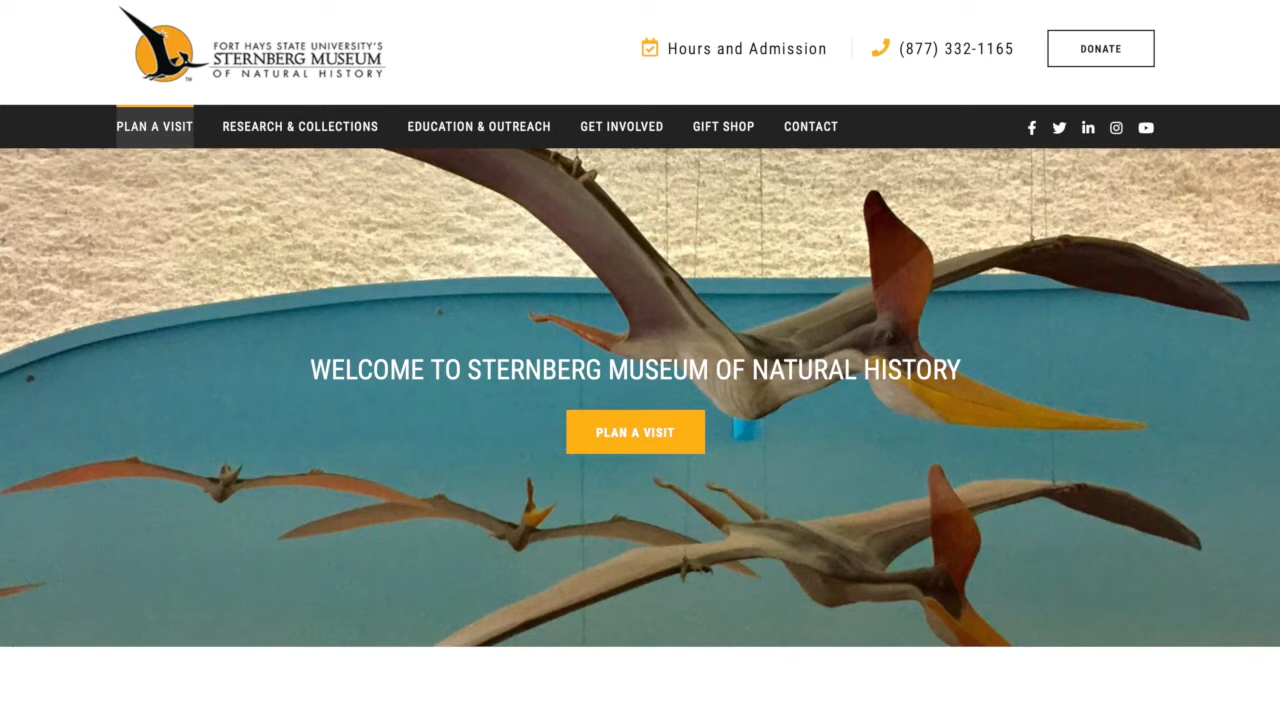 FORT HAYS STATE UNIVERSITY'S
STERNBERG MUSEUM
OF NATURAL HISTORY
TM
Hours and Admission
(877) 332-1165
DONATE
PLAN A VISIT
RESEARCH & COLLECTIONS
EDUCATION & OUTREACH
GET INVOLVED
GIFT SHOP
CONTACT
WELCOME TO STERNBERG MUSEUM OF NATURAL HISTORY
PLAN A VISIT